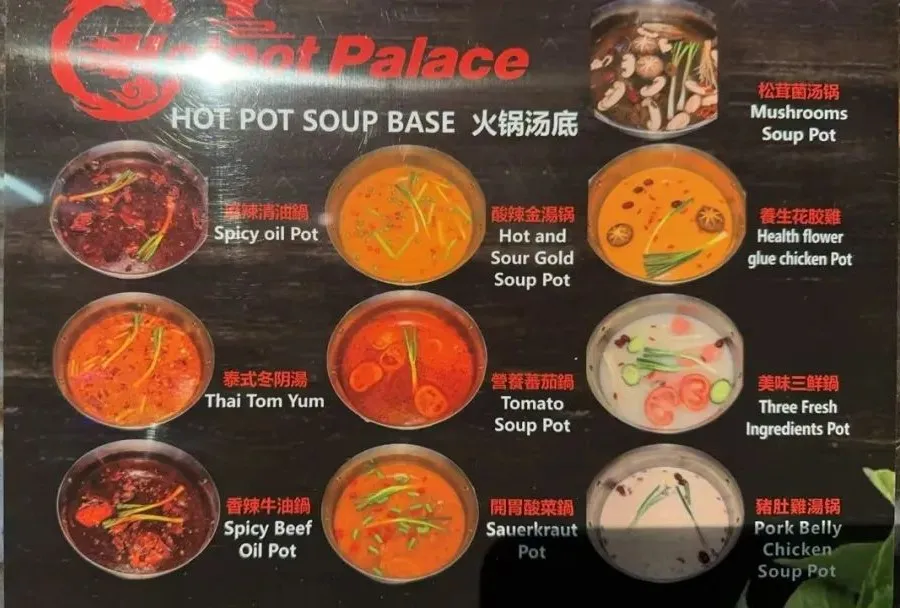 Hotpot Palace
HOT POT SOUP BASE 火锅汤底
松茸菌汤锅
Mushrooms
Soup Pot
麻辣清油鍋
Spicy oil Pot
酸辣金湯锅
Hot and
Sour Gold
Soup Pot
養生花胶雞
Health flower
glue chicken Pot
泰式冬阴湯
Thai Tom Yum
營養蕃茄鍋
Tomato
Soup Pot
美味三鮮鍋
Three Fresh
Ingredients Pot
香辣牛油鍋
Spicy Beef
Oil Pot
開胃酸菜鍋
Sauerkraut
Pot
豬肚雞湯锅
Pork Belly
Chicken
Soup Pot